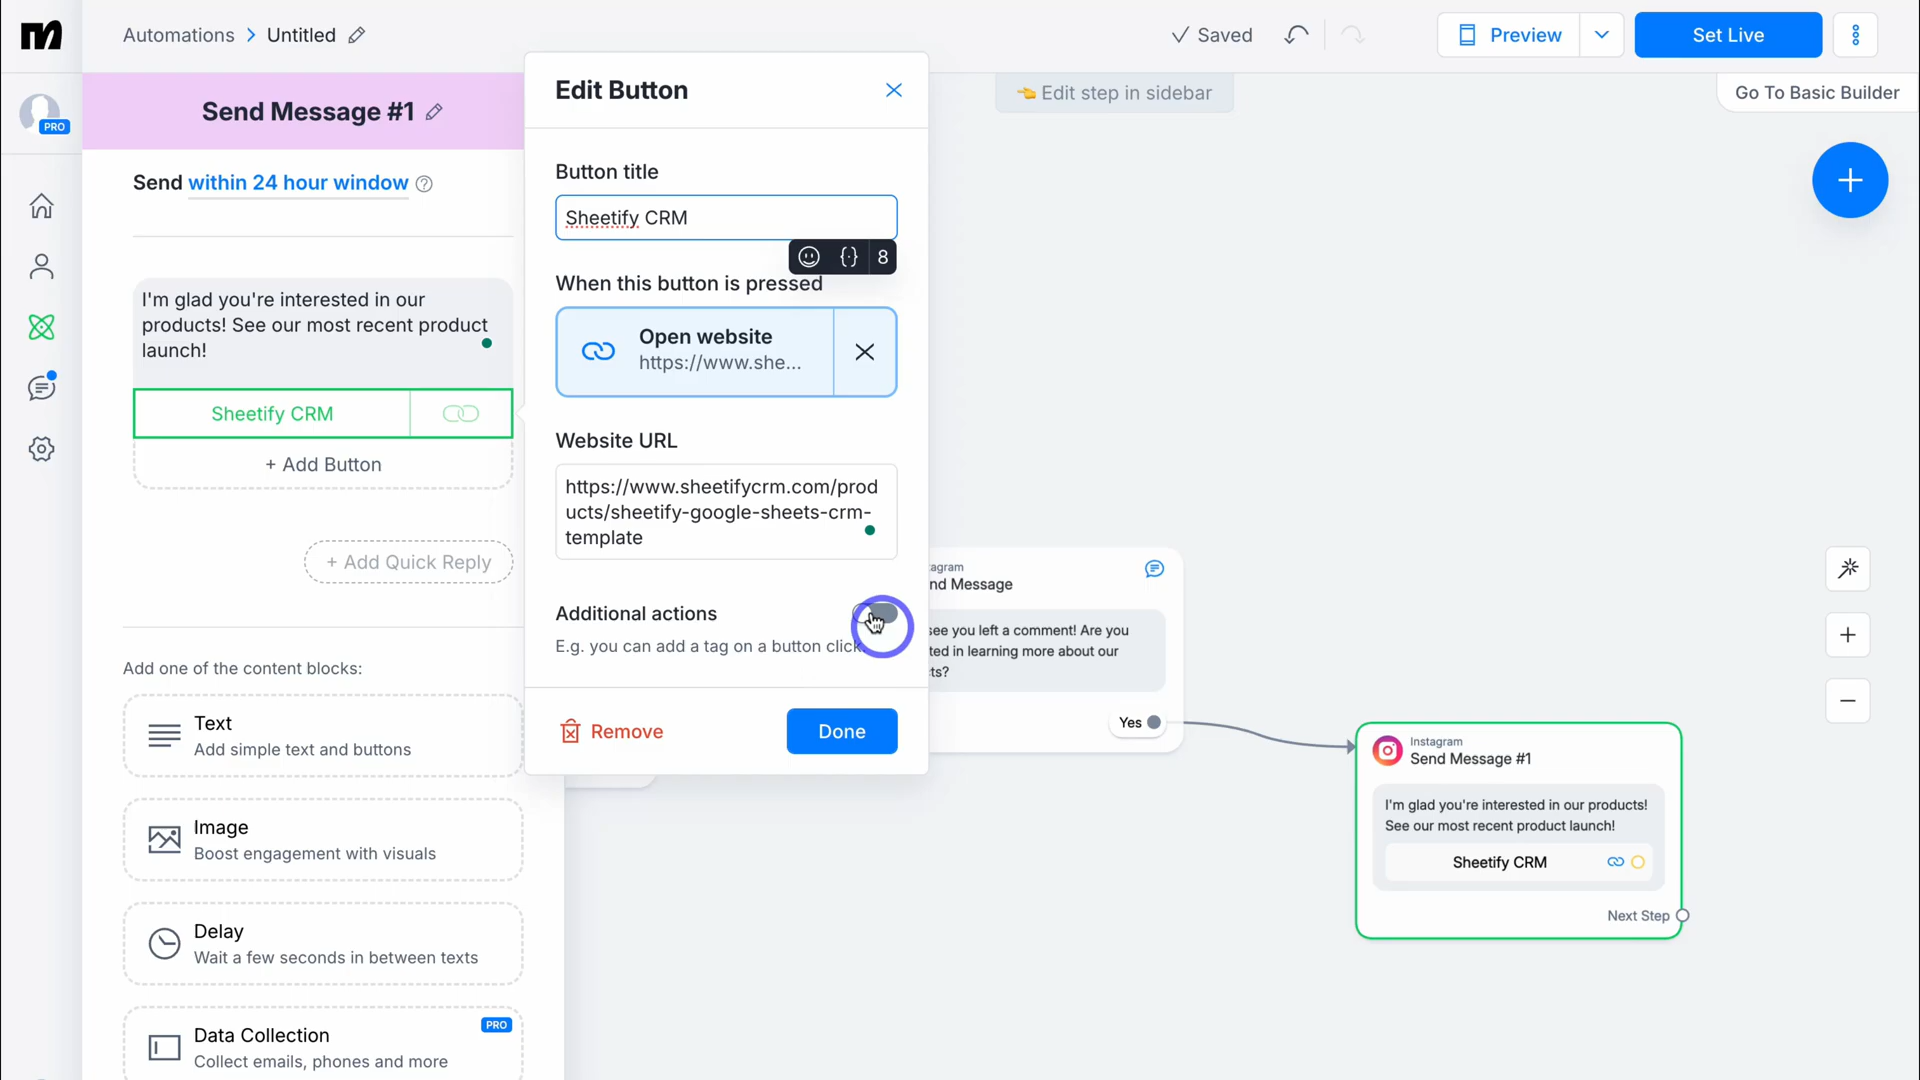 Automations > Untitled
Saved
Preview
Set Live
PRO
Send Message #1
Edit step in sidebar
Go To Basic Builder
Send within 24 hour window
I'm glad you're interested in our
products! See our most recent product
launch!
Sheetify CRM
+ Add Button
+ Add Quick Reply
Add one of the content blocks:
Text
Add simple text and buttons
Image
Boost engagement with visuals
Delay
Wait a few seconds in between texts
PRO
Data Collection
Collect emails, phones and more
Edit Button
Button title
Sheetify CRM
8
When this button is pressed
Open website
https://www.she...
Website URL
https://www.sheetifycrm.com/prod
ucts/sheetify-google-sheets-crm-
template
Additional actions
E.g. you can add a tag on a button click.
Remove
Done
agram
nd Message
see you left a comment! Are you
ted in learning more about our
ts?
Yes
Instagram
Send Message #1
I'm glad you're interested in our products!
See our most recent product launch!
Sheetify CRM
Next Step